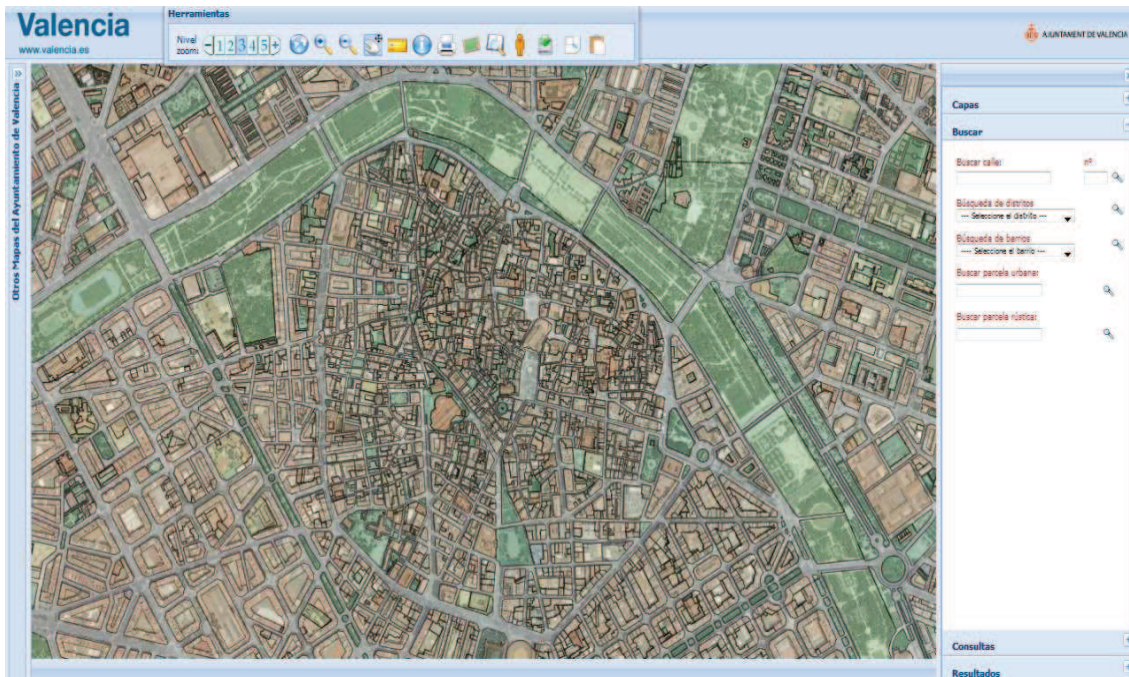 Valencia
www.valencia.es
Herramientas
Nivel
zoom:
1 2 3 4 5
AJUNTAMENT DE VALENCIA
Otros Mapas del Ayuntamiento de Valencia
Capas
Buscar
Buscar calle:
nº
Búsqueda de distritos
--- Seleccione el distrito ---
Búsqueda de barrios
---- Seleccione el barrio ---
Buscar parcela urbana:
Buscar parcela rústica:
Consultas
Resultados